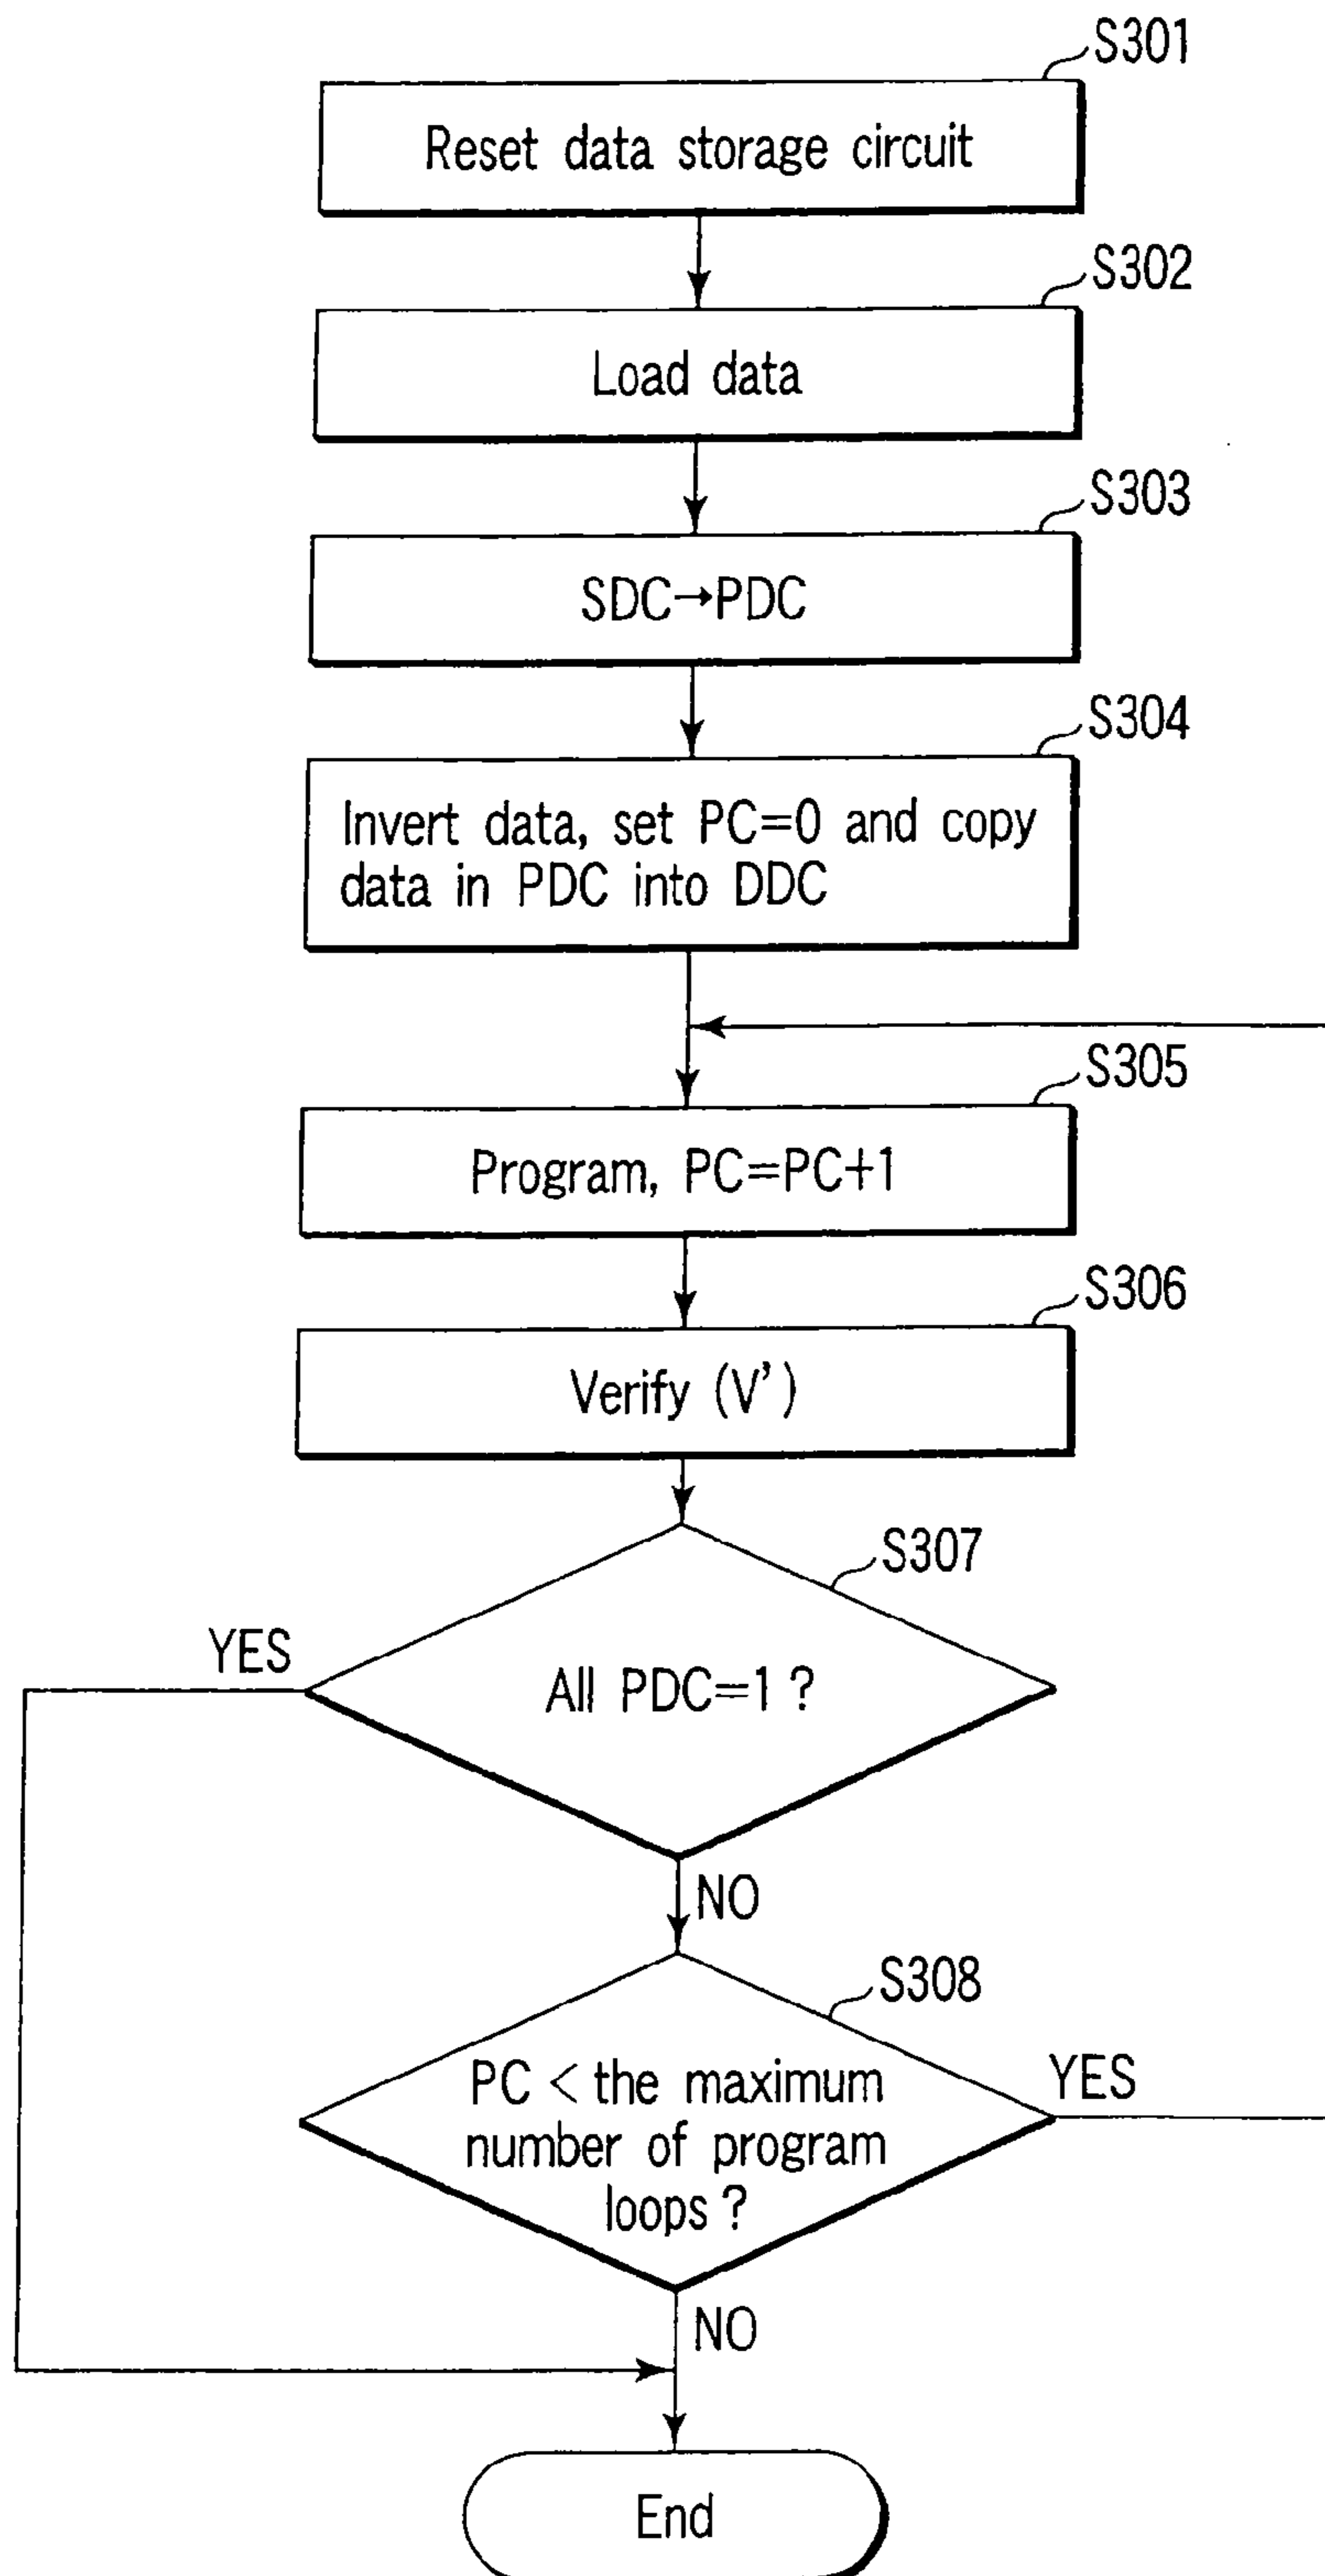 S301
Reset data storage circuit
S302
Load data
S303
SDC→PDC
S304
Invert data, set PC=0 and copy
data in PDC into DDC
S305
Program, PC=PC+1
S306
Verify (V')
S307
YES
All PDC=1 ?
NO
S308
PC < the maximum
number of program
loops ?
YES
NO
End